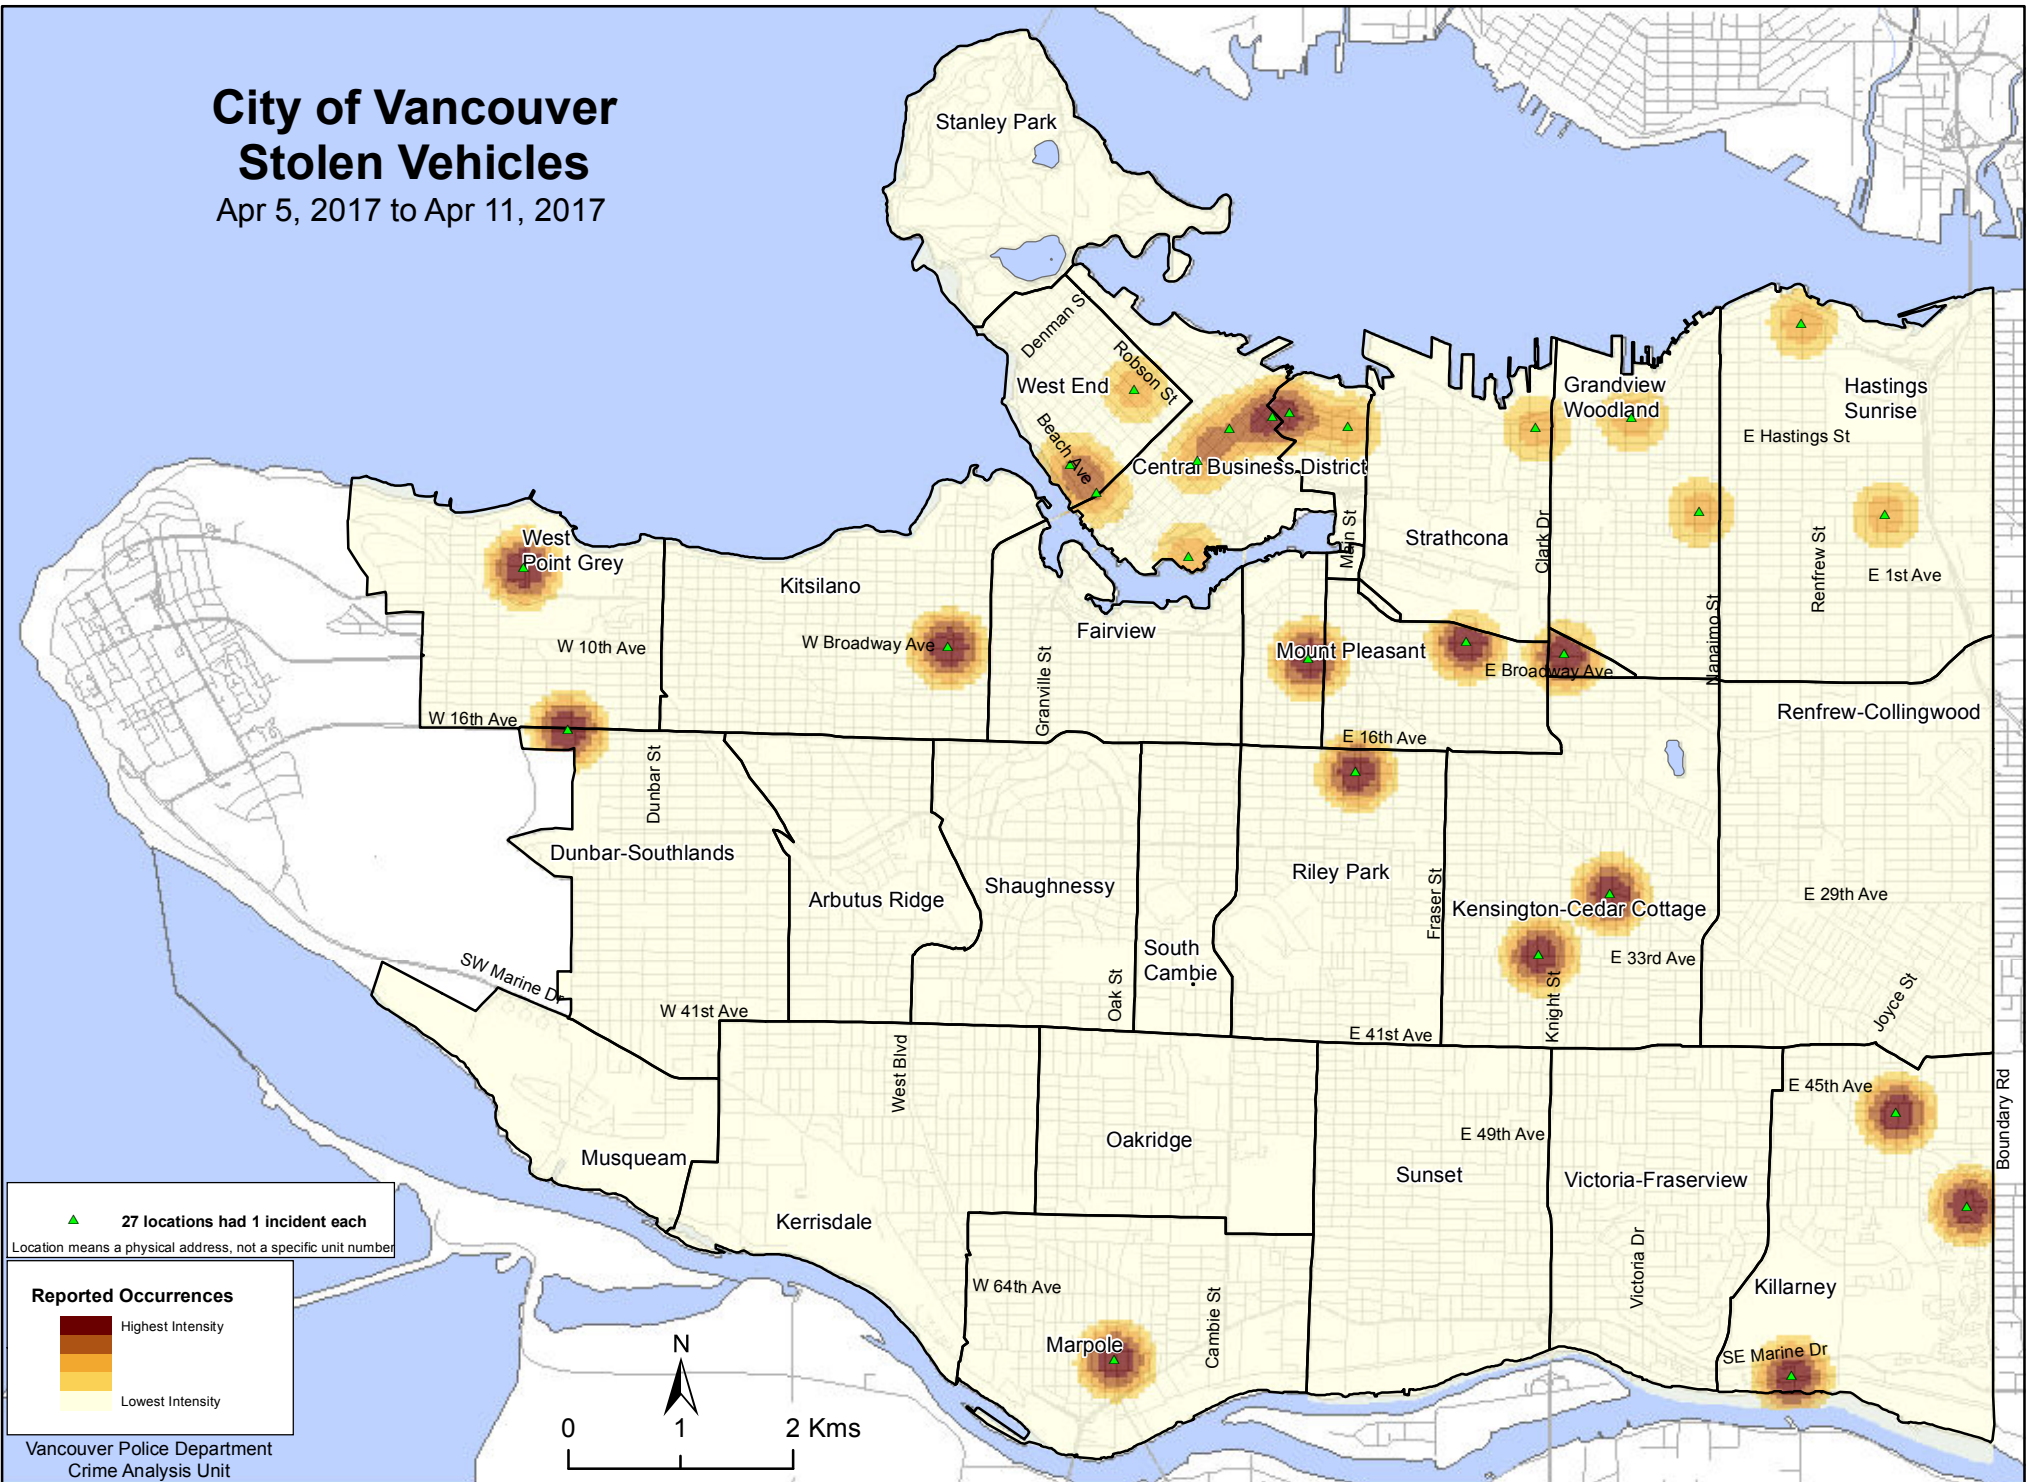 City of Vancouver
Stolen Vehicles
Apr 5, 2017 to Apr 11, 2017
Stanley Park
Denman S
Robson St
West End
Beach Ave
Central Business District
Grandview
Woodland
Hastings
Sunrise
E Hastings St
Main St
Strathcona
Clark Dr
Nanaimo St
Renfrew St
E 1st Ave
West
Point Grey
Kitsilano
W 10th Ave
W Broadway Ave
Fairview
Granville St
Mount Pleasant
E Broadway Ave
W 16th Ave
E 16th Ave
Renfrew-Collingwood
Dunbar St
Dunbar-Southlands
Arbutus Ridge
Shaughnessy
Riley Park
Fraser St
Kensington-Cedar Cottage
E 29th Ave
South
Cambie
E 33rd Ave
SW Marine Dr
W 41st Ave
Oak St
E 41st Ave
Knight St
Joyce St
West Blvd
E 45th Ave
Boundary Rd
Musqueam
Oakridge
E 49th Ave
Sunset
Victoria-Fraserview
Kerrisdale
W 64th Ave
Cambie St
Victoria Dr
Killarney
Marpole
SE Marine Dr
27 locations had 1 incident each
Location means a physical address, not a specific unit number
Reported Occurrences
Highest Intensity
Lowest Intensity
Vancouver Police Department
Crime Analysis Unit
N
0 1 2 Kms